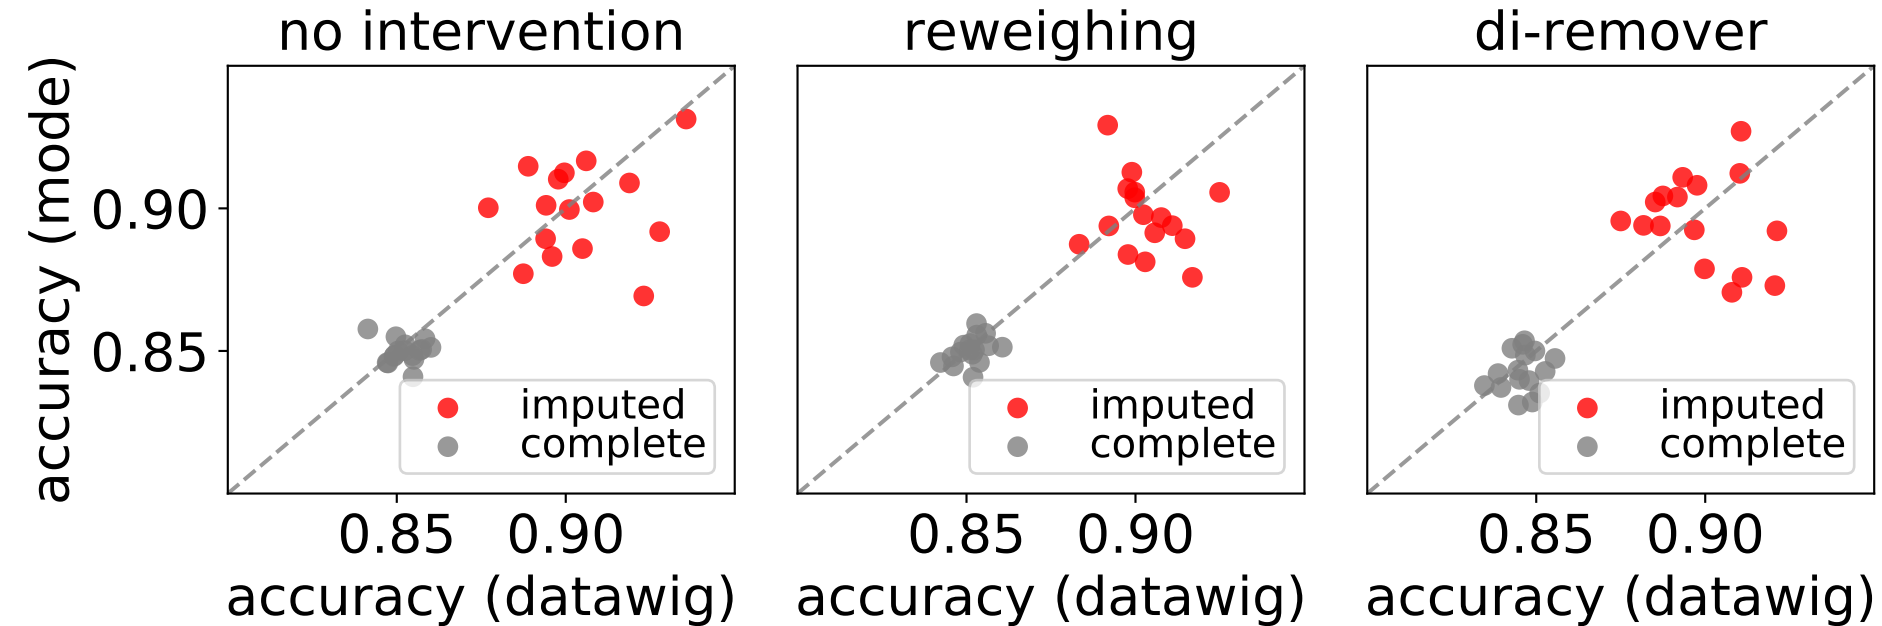 no intervention
reweighing
di-remover
accuracy (mode)
0.90
0.85
imputed
complete
imputed
complete
imputed
complete
0.85 0.90
0.85 0.90
0.85 0.90
accuracy (datawig)
accuracy (datawig)
accuracy (datawig)